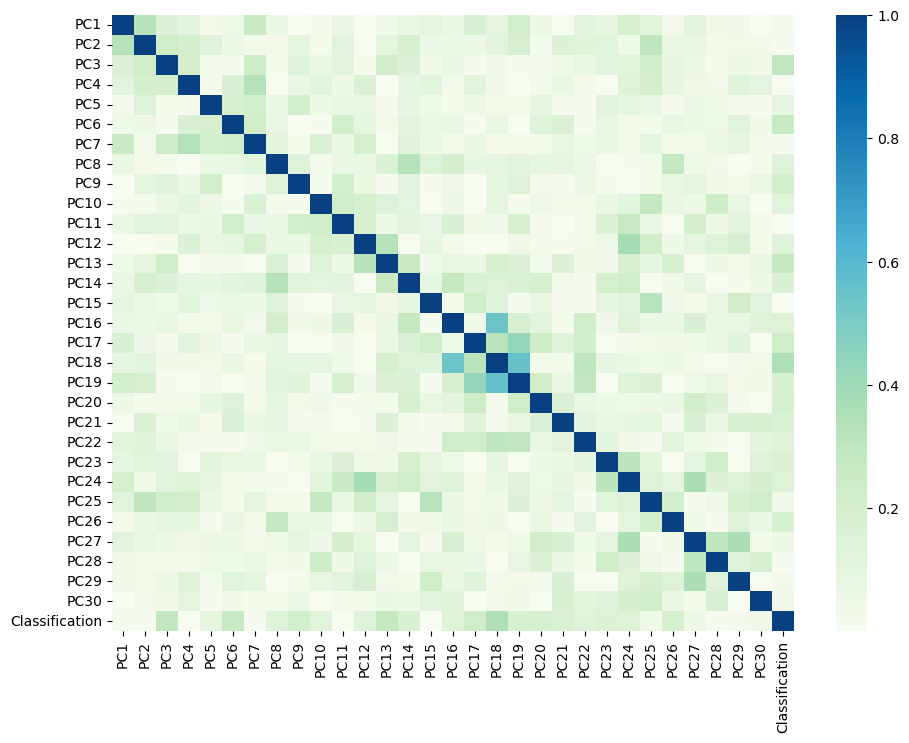 PC1
PC2
PC3
PC4
PC5
PC6
PC7
PC8
PC9
PC10
PC11
PC12
PC13
PC14
PC15
PC16
PC17
PC18
PC19
PC20
PC21
PC22
PC23
PC24
PC25
PC26
PC27
PC28
PC29
PC30
Classification
PC1
PC2
PC3
PC4
PC5
PC6
PC7
PC8
PC9
PC10
PC11
PC12
PC13
PC14
PC15
PC16
PC17
PC18
PC19
PC20
PC21
PC22
PC23
PC24
PC25
PC26
PC27
PC28
PC29
PC30
Classification
1.0
0.8
0.6
0.4
0.2